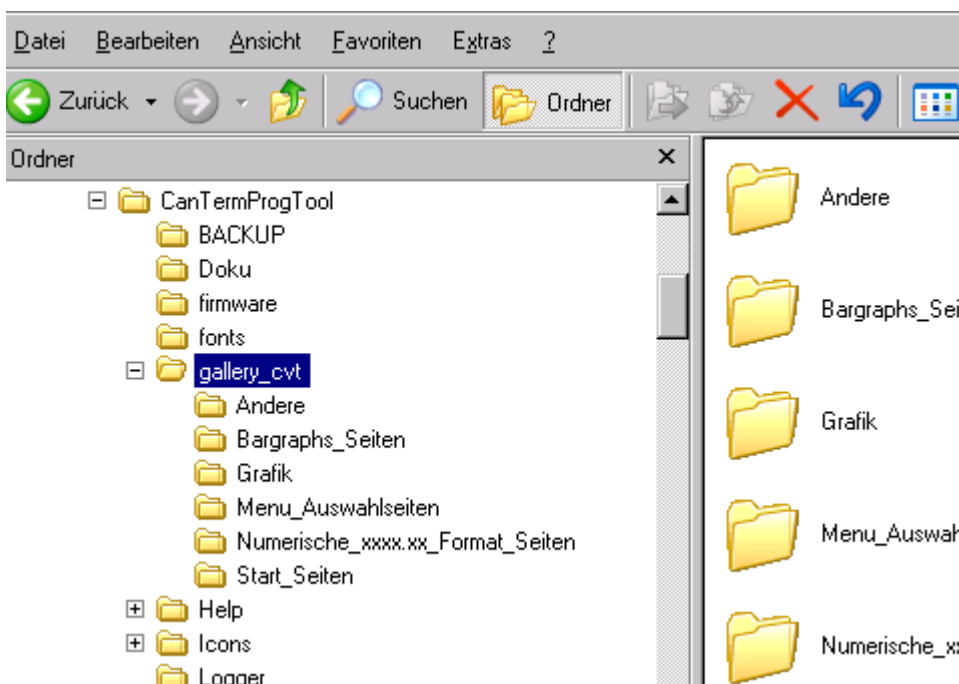 Datei Bearbeiten Ansicht Favoriten Extras ?
Zurück Suchen Ordner
Ordner
CanTermProgTool
BACKUP
Doku
firmware
fonts
gallery_cvt
Andere
Bargraphs_Seiten
Grafik
Menu_Auswahlseiten
Numerische_xxxx.xx_Format_Seiten
Start_Seiten
Help
Icons
Logger
Andere
Bargraphs_Sei
Grafik
Menu_Auswah
Numerische_x